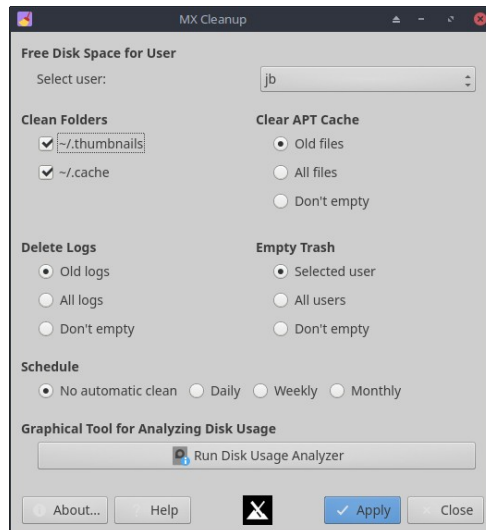 MX Cleanup
Free Disk Space for User
Select user: jb
Clean Folders
~/.thumbnails
~/.cache
Clear APT Cache
Old files
All files
Don't empty
Delete Logs
Old logs
All logs
Don't empty
Empty Trash
Selected user
All users
Don't empty
Schedule
No automatic clean Daily Weekly Monthly
Graphical Tool for Analyzing Disk Usage
Run Disk Usage Analyzer
About... Help Apply Close